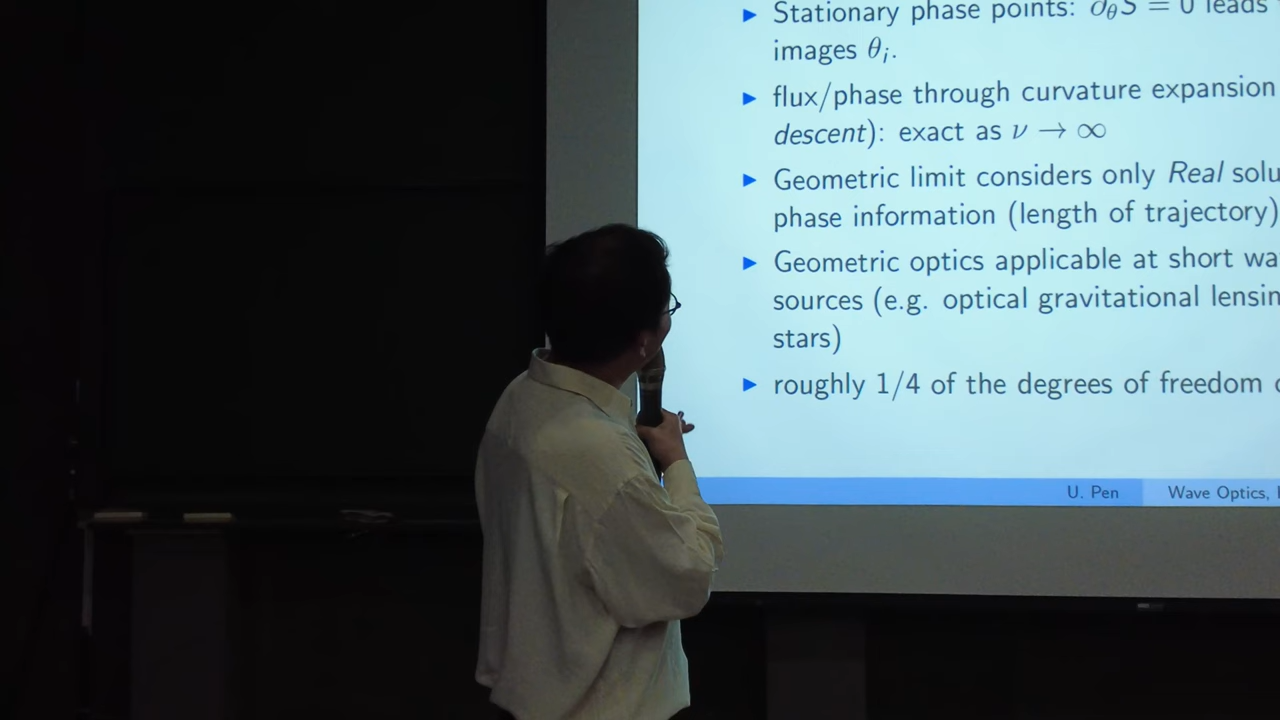 Stationary phase points: ∂θS = 0 leads
images θi.
flux/phase through curvature expansion
descent): exact as ν → ∞
Geometric limit considers only Real solu
phase information (length of trajectory)
Geometric optics applicable at short wa
sources (e.g. optical gravitational lensin
stars)
roughly 1/4 of the degrees of freedom
U. Pen Wave Optics,